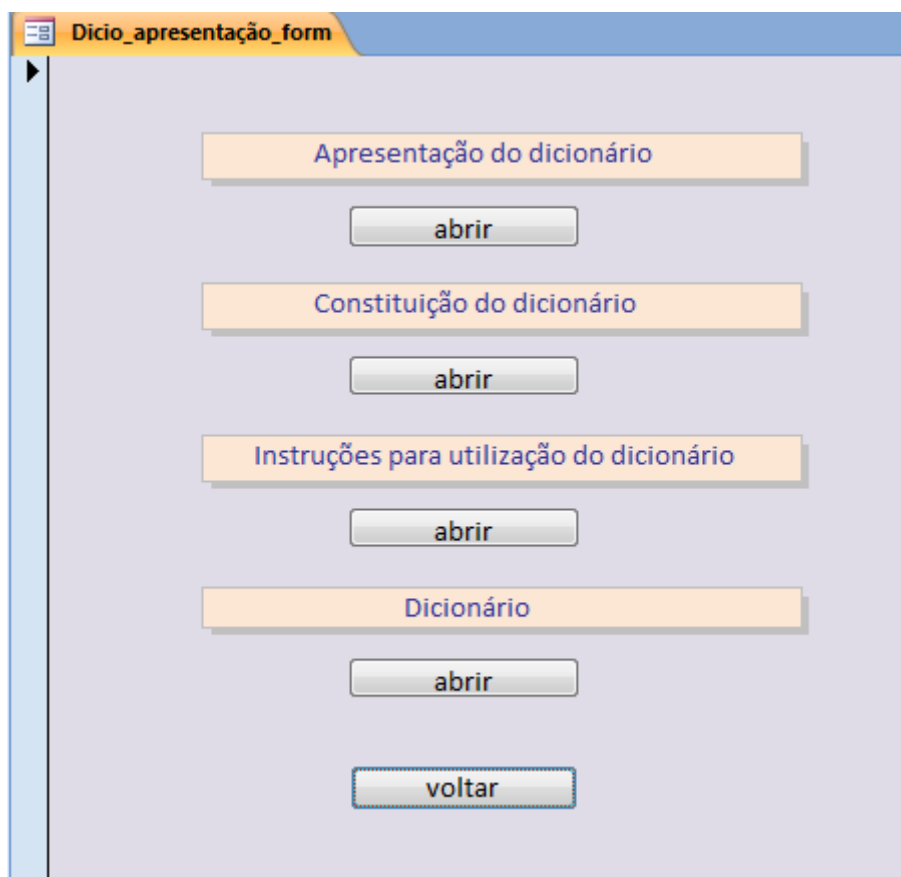 Dicio_apresentação_form
Apresentação do dicionário
abrir
Constituição do dicionário
abrir
Instruções para utilização do dicionário
abrir
Dicionário
abrir
voltar